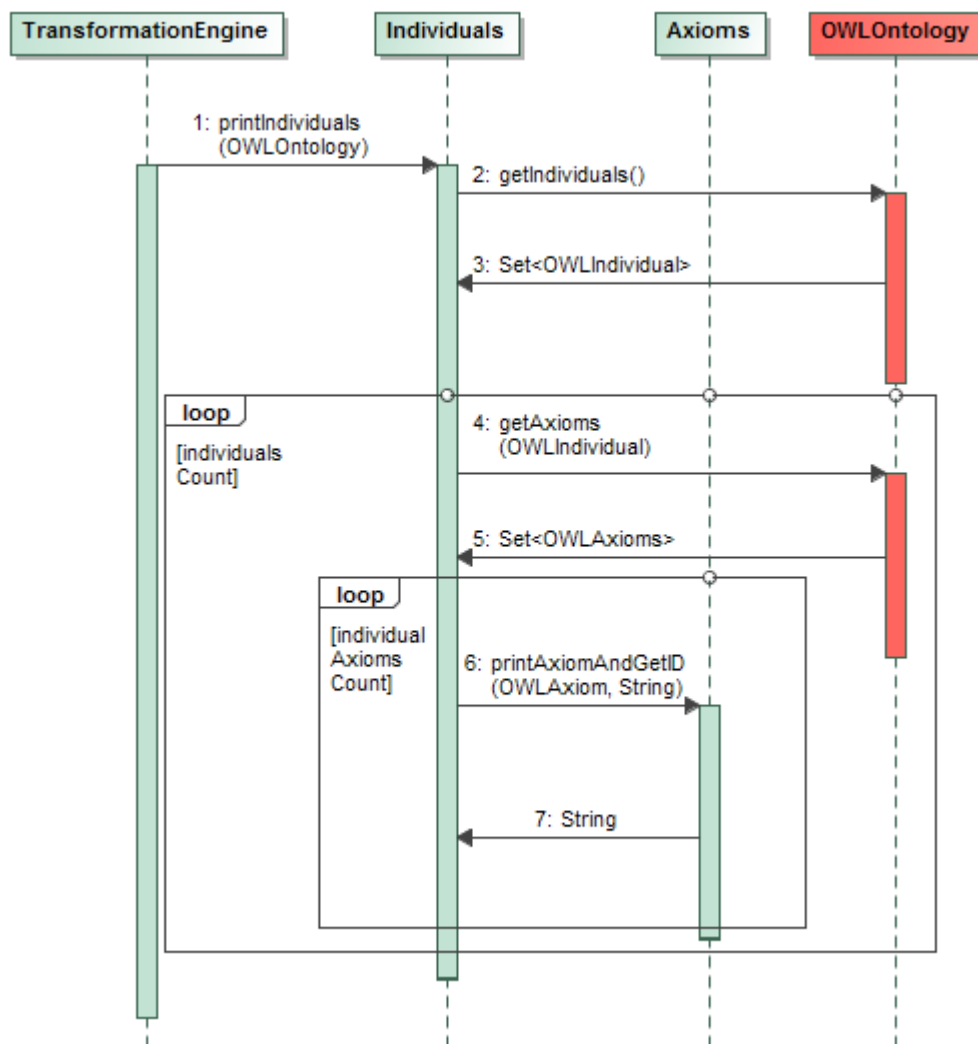 TransformationEngine
Individuals
Axioms
OWLOntology
1: printIndividuals
(OWLOntology)
2: getIndividuals()
3: Set<OWLIndividual>
loop
[individuals
Count]
4: getAxioms
(OWLIndividual)
5: Set<OWLAxioms>
loop
[individual
Axioms
Count]
6: printAxiomAndGetID
(OWLAxiom, String)
7: String